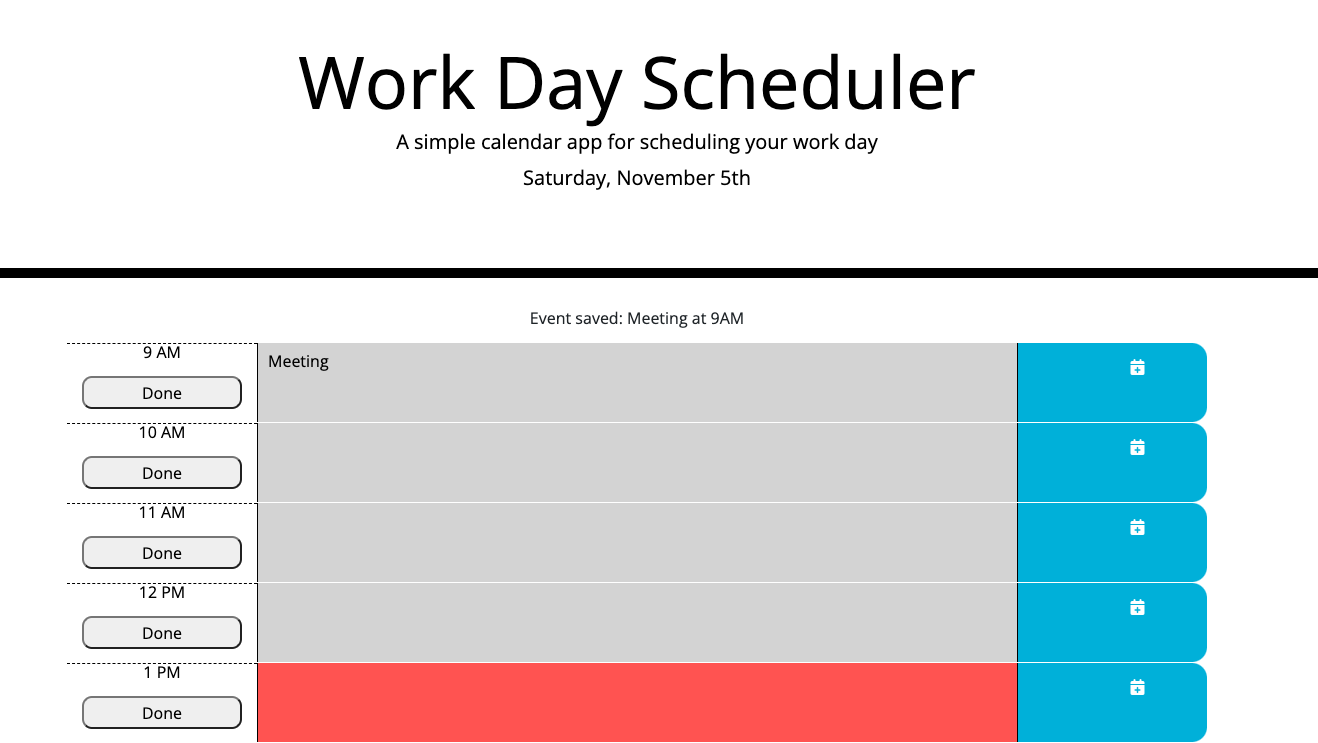 Work Day Scheduler
A simple calendar app for scheduling your work day
Saturday, November 5th
Event saved: Meeting at 9AM
9 AM
Meeting
Done
10 AM
Done
11 AM
Done
12 PM
Done
1 PM
Done